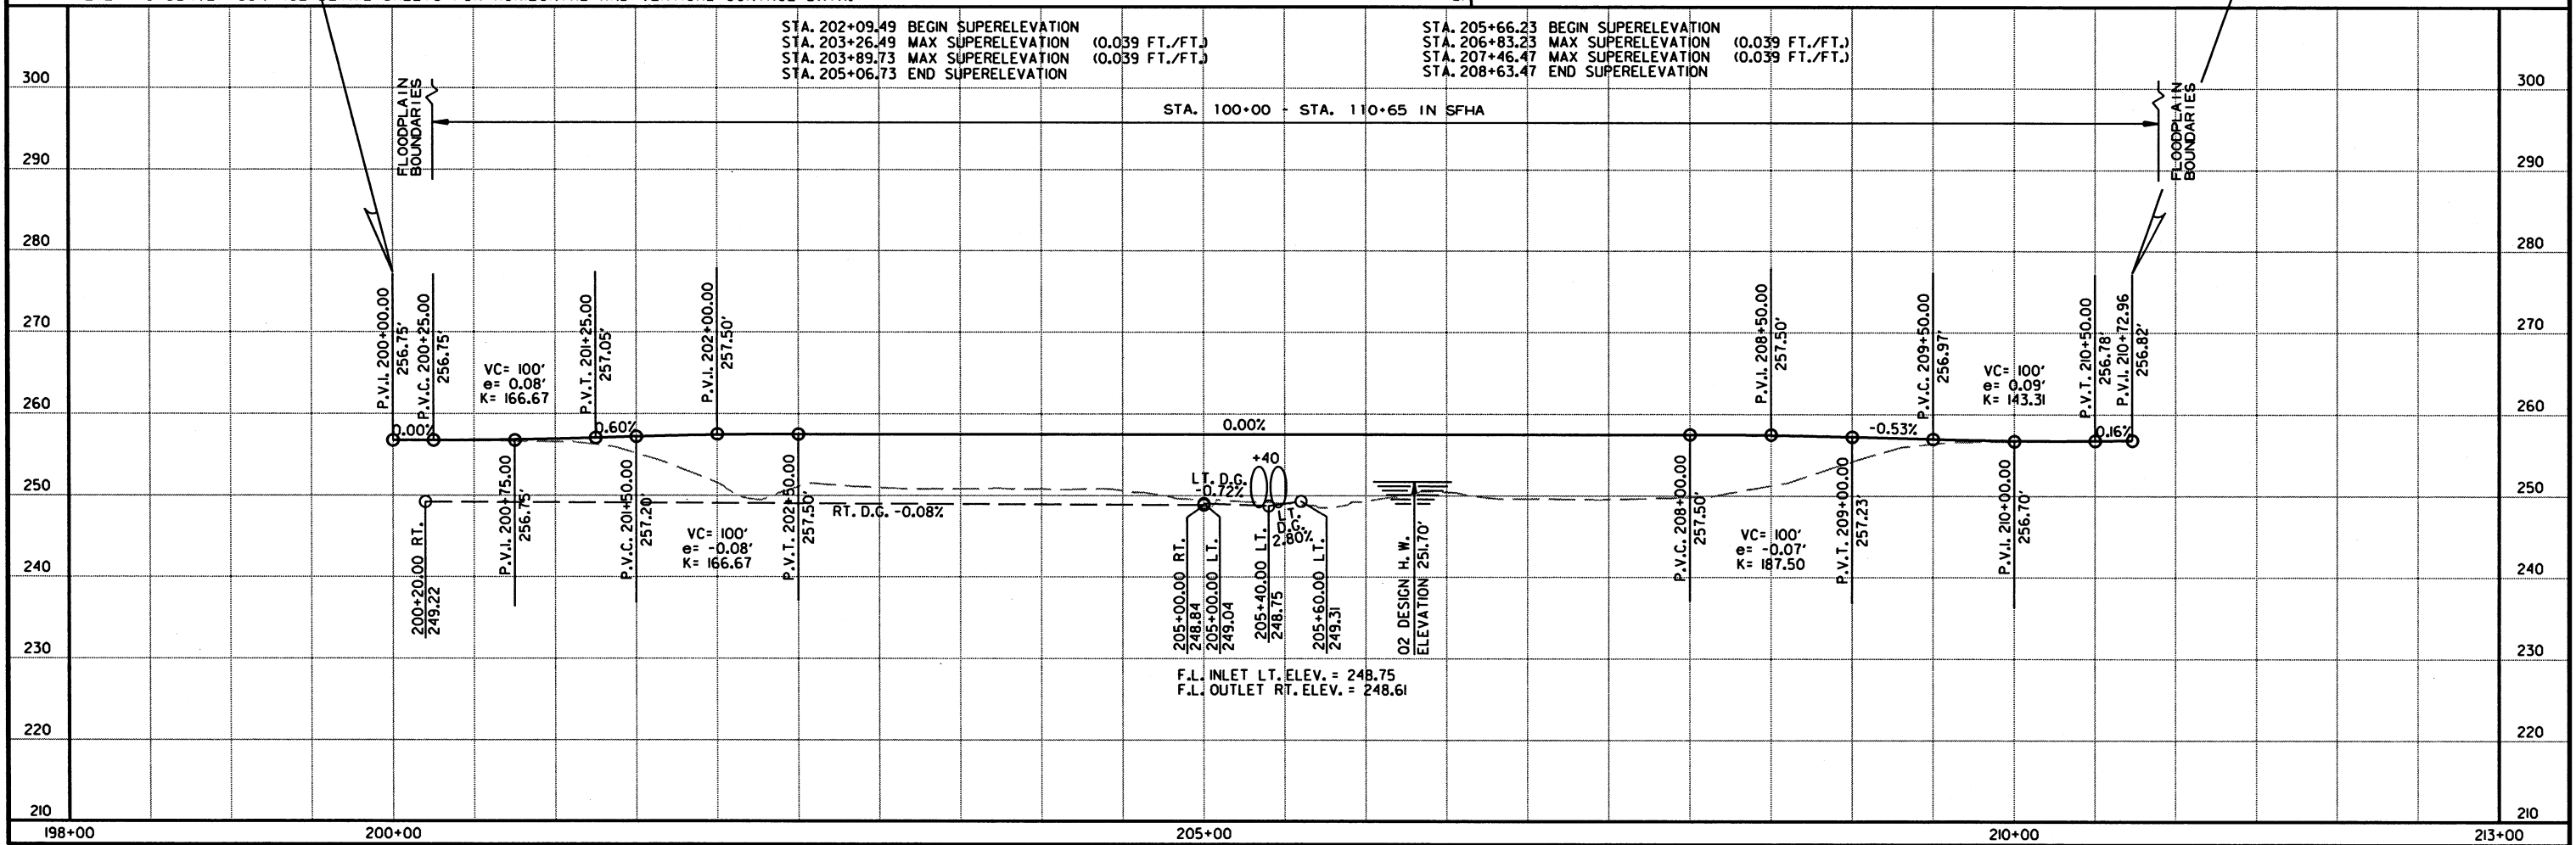 STA. 202+09.49 BEGIN SUPERELEVATION
STA. 203+26.49 MAX SUPERELEVATION (0.039 FT./FT.)
STA. 203+89.73 MAX SUPERELEVATION (0.039 FT./FT.)
STA. 205+06.73 END SUPERELEVATION
STA. 205+66.23 BEGIN SUPERELEVATION
STA. 206+83.23 MAX SUPERELEVATION (0.039 FT./FT.)
STA. 207+46.47 MAX SUPERELEVATION (0.039 FT./FT.)
STA. 208+63.47 END SUPERELEVATION
300
FLOODPLAIN
BOUNDARIES
STA. 100+00 - STA. 110+65 IN SFHA
FLOODPLAIN
BOUNDARIES
300
290
290
280
280
270
270
260
260
250
250
240
240
230
230
220
220
210
210
P.V.I. 200+00.00
256.75'
P.V.C. 200+25.00
256.75'
VC= 100'
e= 0.08'
K= 166.67
P.V.T. 201+25.00
257.05'
P.V.I. 202+00.00
257.50'
P.V.I. 208+50.00
257.50'
P.V.C. 209+50.00
256.97'
VC= 100'
e= 0.09'
K= 143.31
P.V.T. 210+50.00
256.78'
P.V.I. 210+72.96
256.82'
0.00%
0.60%
0.00%
-0.53%
0.16%
200+20.00 RT.
249.22
P.V.I. 200+75.00
256.75'
P.V.C. 201+50.00
257.20'
VC= 100'
e= -0.08'
K= 166.67
P.V.T. 202+50.00
257.50'
RT. D.G. -0.08%
LT. D.G.
-0.72%
+40
LT.
D.G.
2.80%
205+00.00 RT.
248.84
205+00.00 LT.
249.04
205+40.00 LT.
248.75
205+60.00 LT.
249.31
Q2 DESIGN H.W.
ELEVATION 251.70'
P.V.C. 208+00.00
257.50'
VC= 100'
e= -0.07'
K= 187.50
P.V.T. 209+00.00
257.23'
P.V.I. 210+00.00
256.70'
F.L. INLET LT. ELEV. = 248.75
F.L. OUTLET RT. ELEV. = 248.61
198+00
200+00
205+00
210+00
213+00